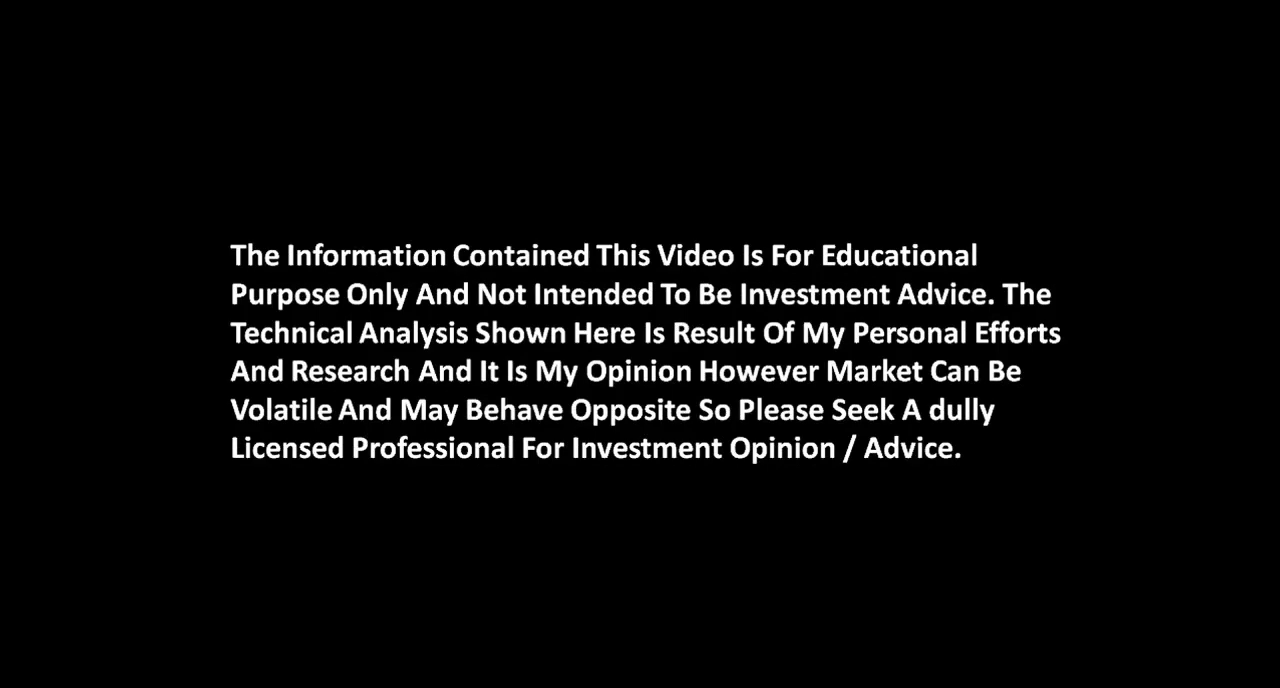 The Information Contained This Video Is For Educational
Purpose Only And Not Intended To Be Investment Advice. The
Technical Analysis Shown Here Is Result Of My Personal Efforts
And Research And It Is My Opinion However Market Can Be
Volatile And May Behave Opposite So Please Seek A dully
Licensed Professional For Investment Opinion / Advice.